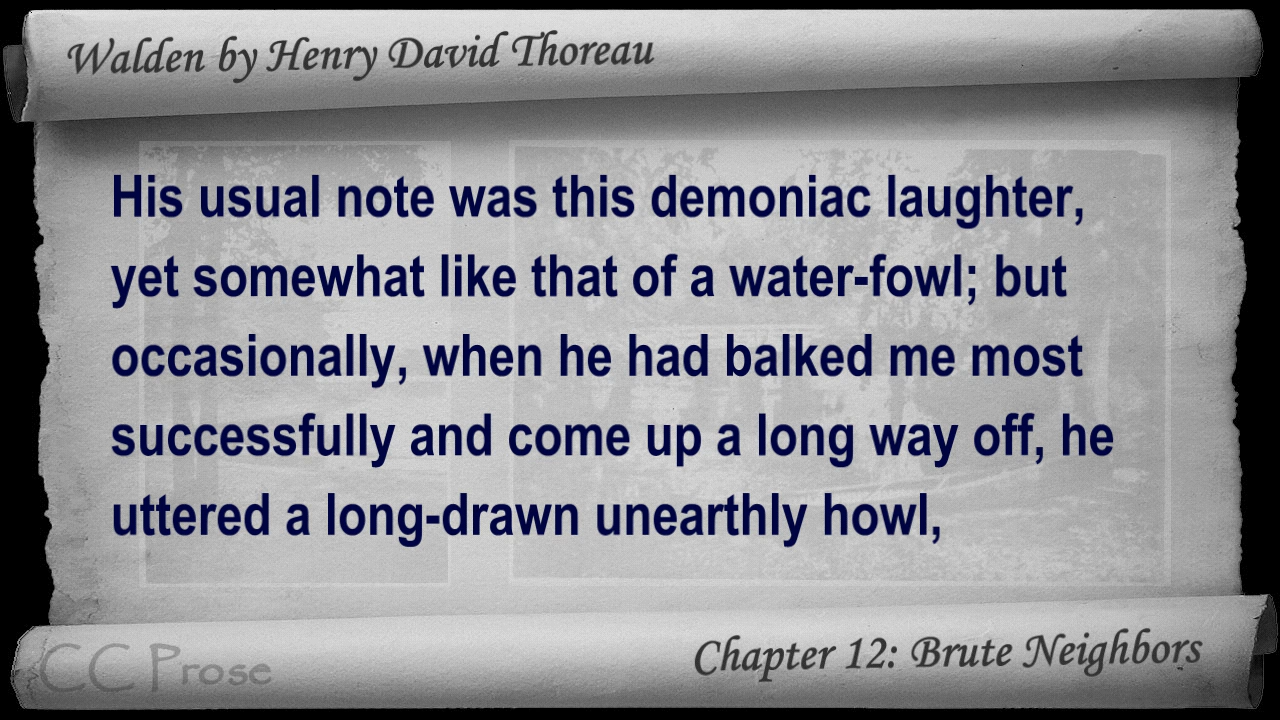 Walden by Henry David Thoreau
His usual note was this demoniac laughter,
yet somewhat like that of a water-fowl; but
occasionally, when he had balked me most
successfully and come up a long way off, he
uttered a long-drawn unearthly howl,
CC Prose
Chapter 12: Brute Neighbors